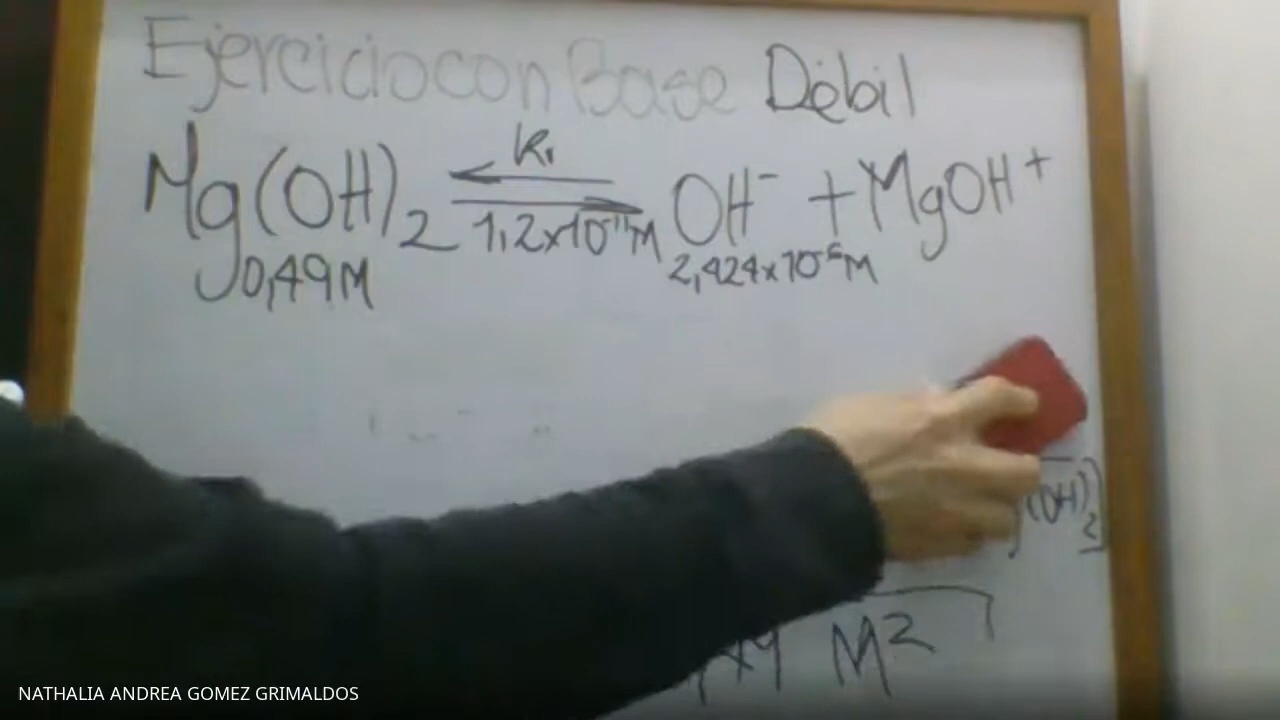 Ejercicio con Base Débil
K₁
Mg(OH)₂ ⇌ OH⁻ + MgOH⁺
1,2x10⁻¹¹M
0,49M 2,424x10⁻⁶M
(OH)₂]
M²
NATHALIA ANDREA GOMEZ GRIMALDOS